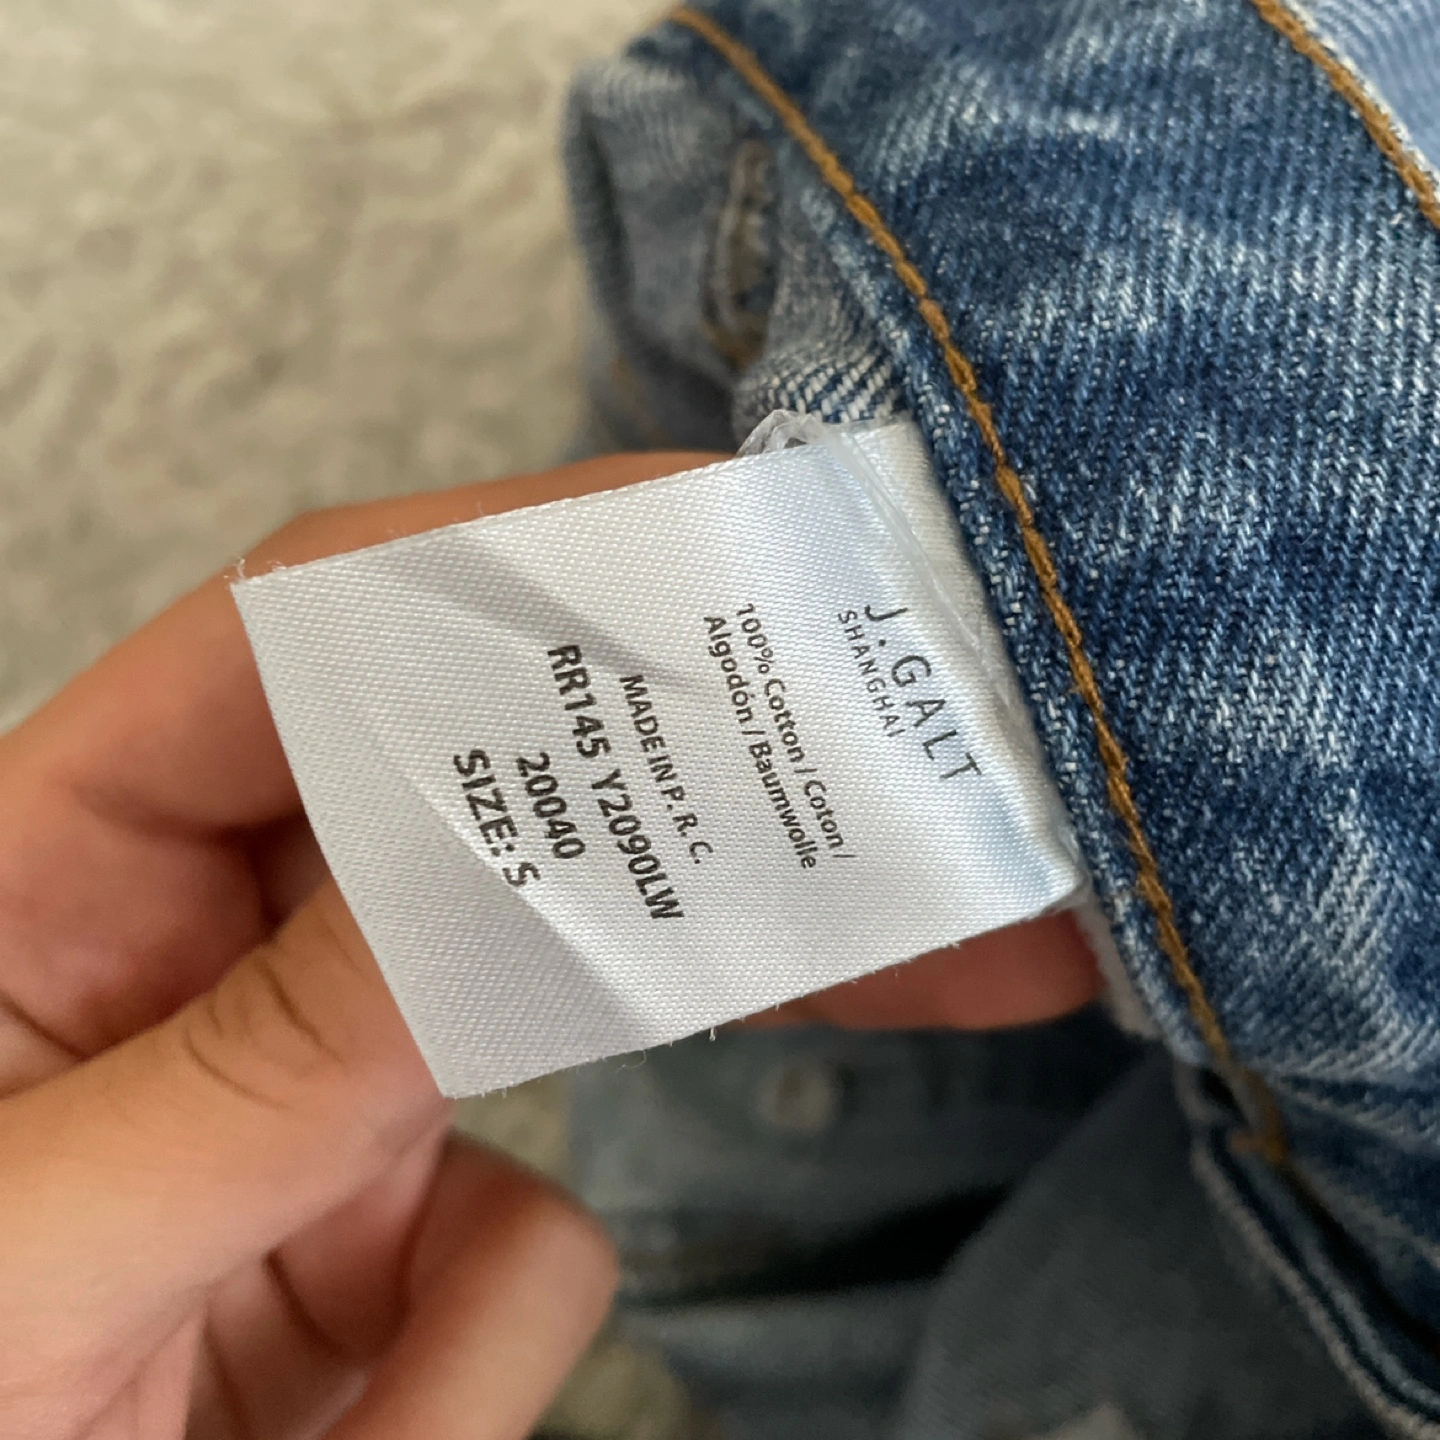 J.GALT
SHANGHAI
100% Cotton / Coton /
Algodón / Baumwolle
MADE IN P. R. C.
RR145 Y2090LW
20040
SIZE: S